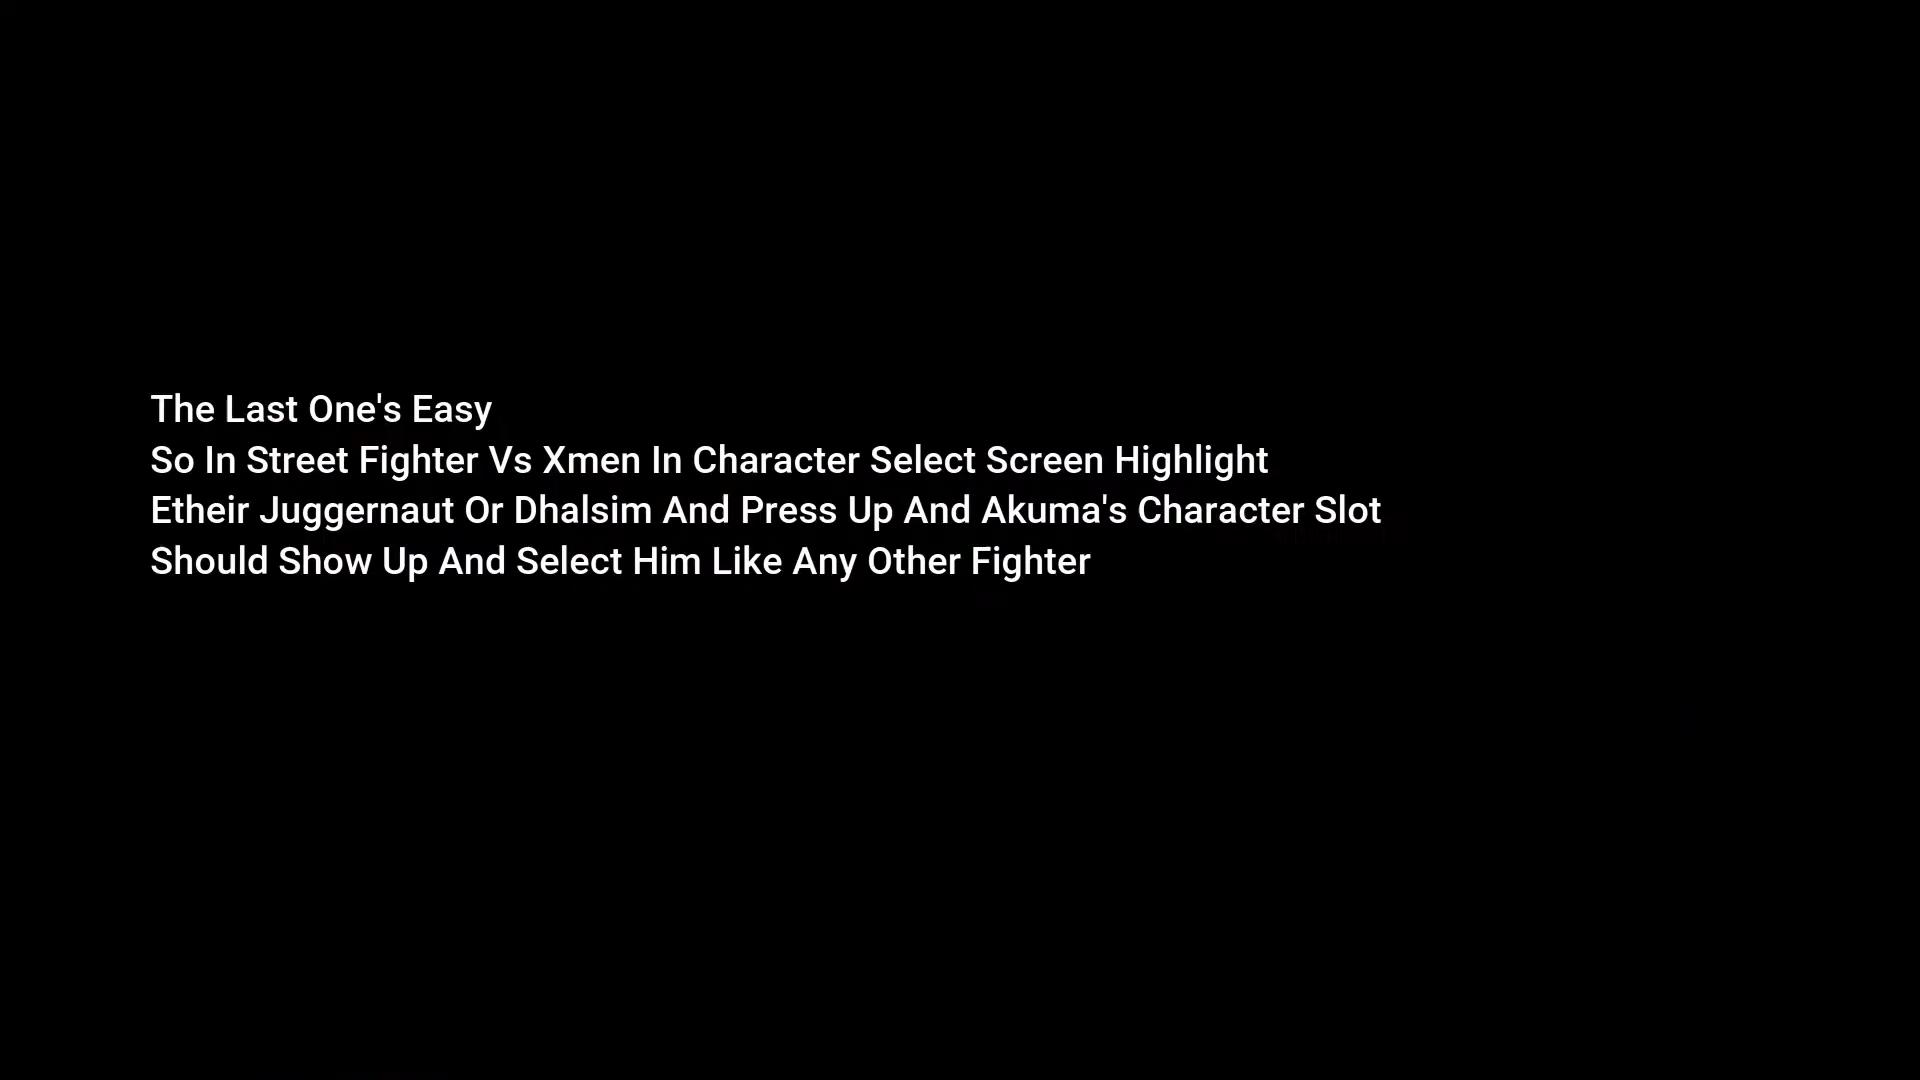 The Last One's Easy
So In Street Fighter Vs Xmen In Character Select Screen Highlight
Etheir Juggernaut Or Dhalsim And Press Up And Akuma's Character Slot
Should Show Up And Select Him Like Any Other Fighter